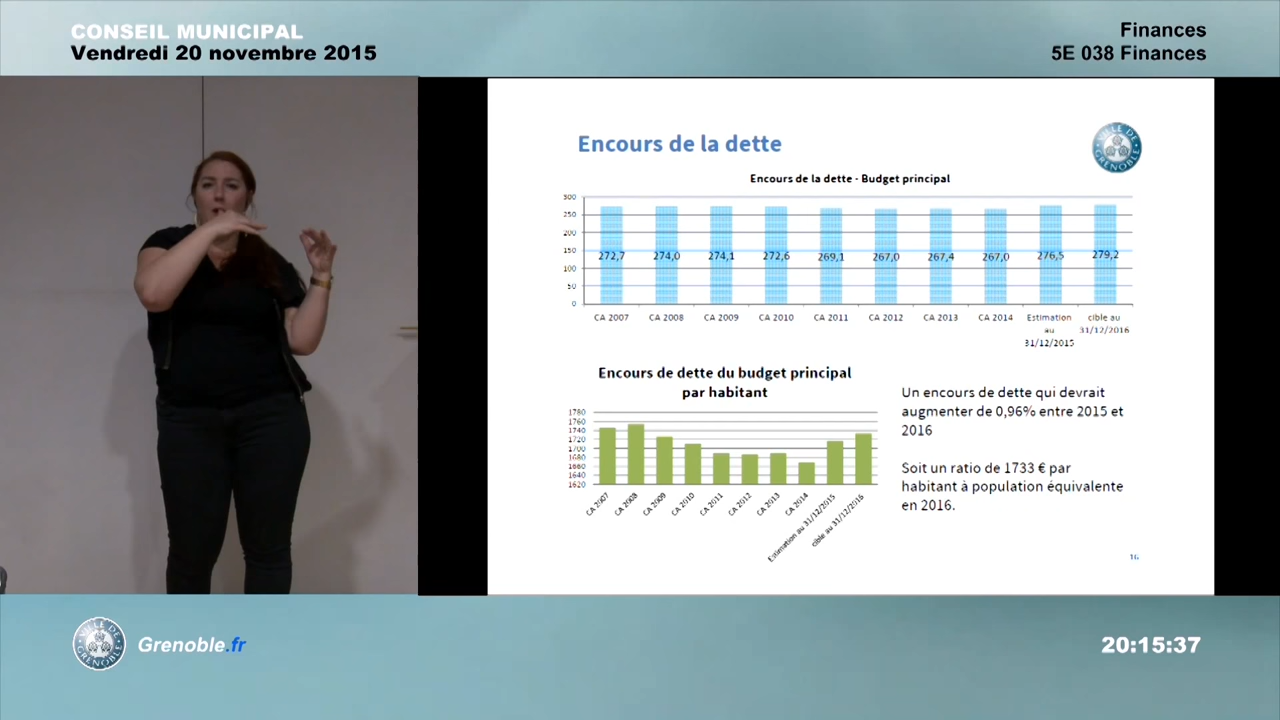 CONSEIL MUNICIPAL
Vendredi 20 novembre 2015
Finances
5E 038 Finances
Encours de la dette
VILLE DE GRENOBLE
Encours de la dette - Budget principal
300
250
200
150
100
50
0
272,7 274,0 274,1 272,6 269,1 267,0 267,4 267,0 276,5 279,2
CA 2007 CA 2008 CA 2009 CA 2010 CA 2011 CA 2012 CA 2013 CA 2014 Estimation au 31/12/2015 cible au 31/12/2016
Encours de dette du budget principal
par habitant
1780
1760
1740
1720
1700
1680
1660
1640
1620
CA 2007 CA 2008 CA 2009 CA 2010 CA 2011 CA 2012 CA 2013 CA 2014 Estimation au 31/12/2015 cible au 31/12/2016
Un encours de dette qui devrait
augmenter de 0,96% entre 2015 et
2016
Soit un ratio de 1733 € par
habitant à population équivalente
en 2016.
16
VILLE DE GRENOBLE
Grenoble.fr
20:15:37